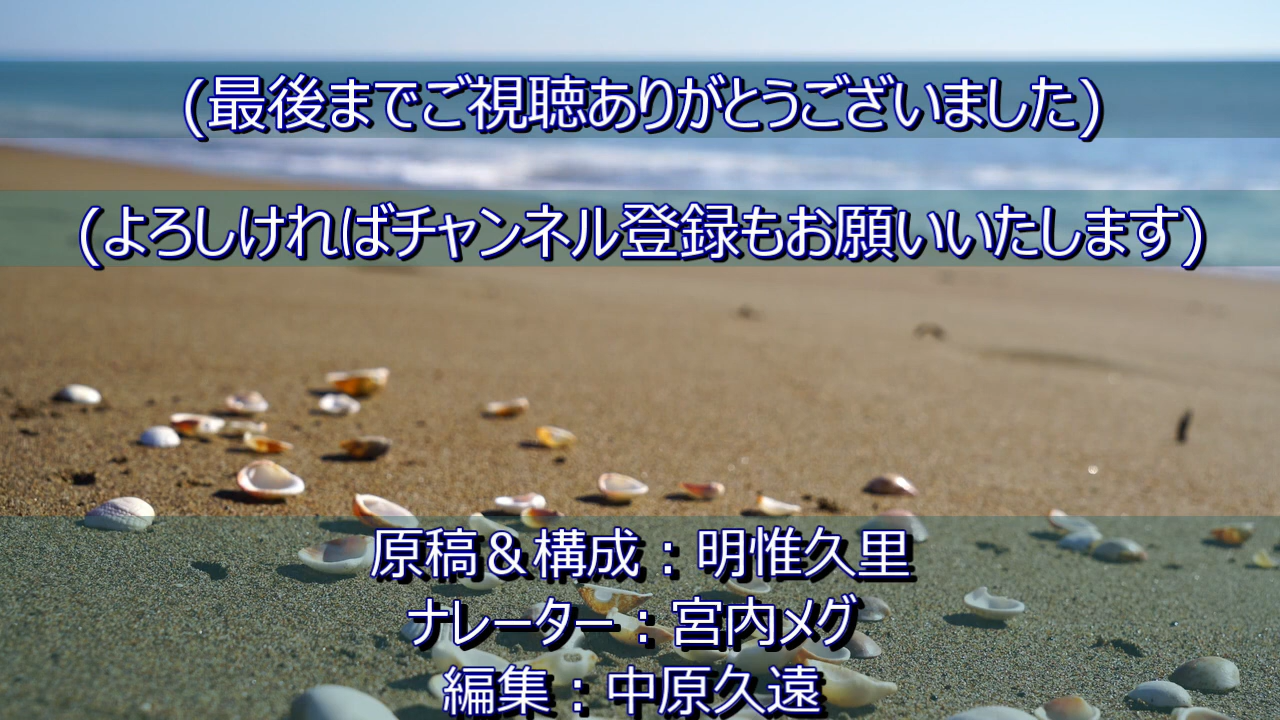 (最後までご視聴ありがとうございました)
(よろしければチャンネル登録もお願いいたします)
原稿＆構成：明惟久里
ナレーター：宮内メグ
編集：中原久遠